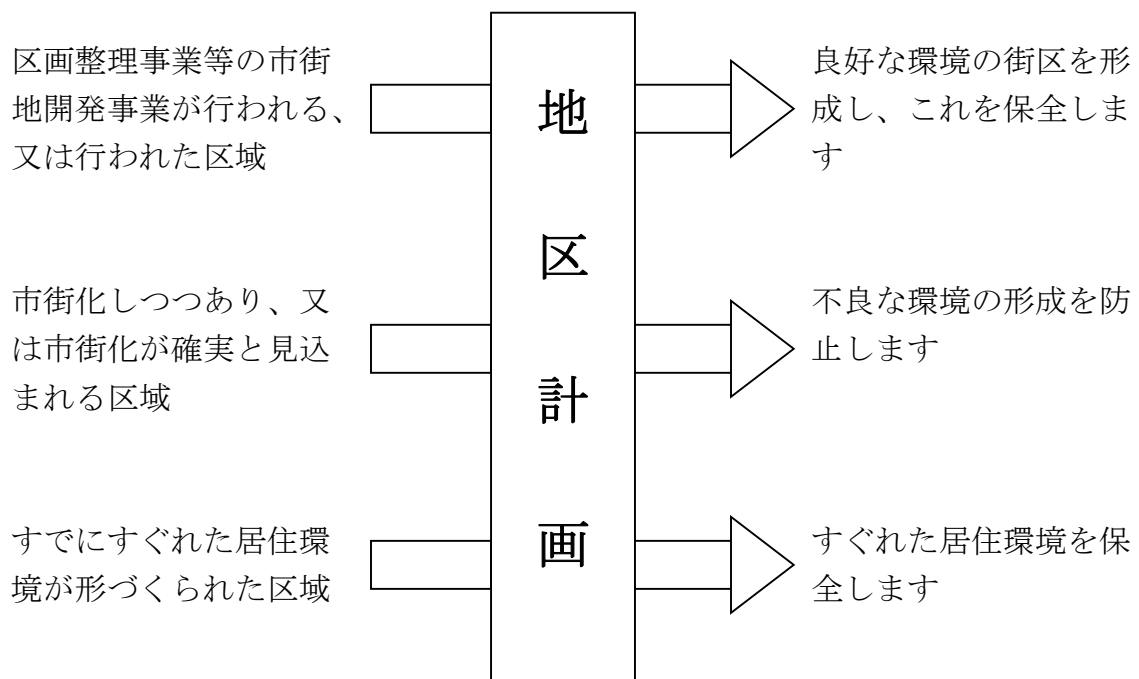 区画整理事業等の市街
地開発事業が行われる、
又は行われた区域
市街化しつつあり、又
は市街化が確実と見込
まれる区域
すでにすぐれた居住環
境が形づくられた区域
地
区
計
画
良好な環境の街区を形
成し、これを保全しま
す
不良な環境の形成を防
止します
すぐれた居住環境を保
全します